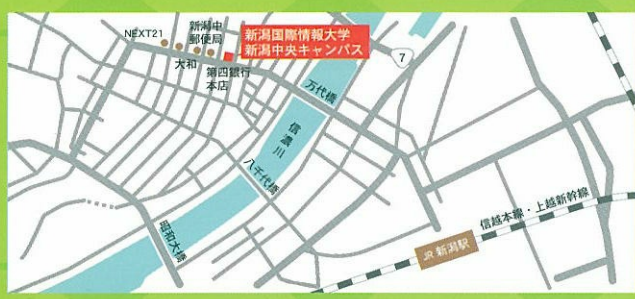 NEXT21
新潟中
郵便局
大和
第四銀行
本店
新潟国際情報大学
新潟中央キャンパス
7
万代橋
信濃川
八千代橋
昭和大橋
信越本線・上越新幹線
JR 新潟駅